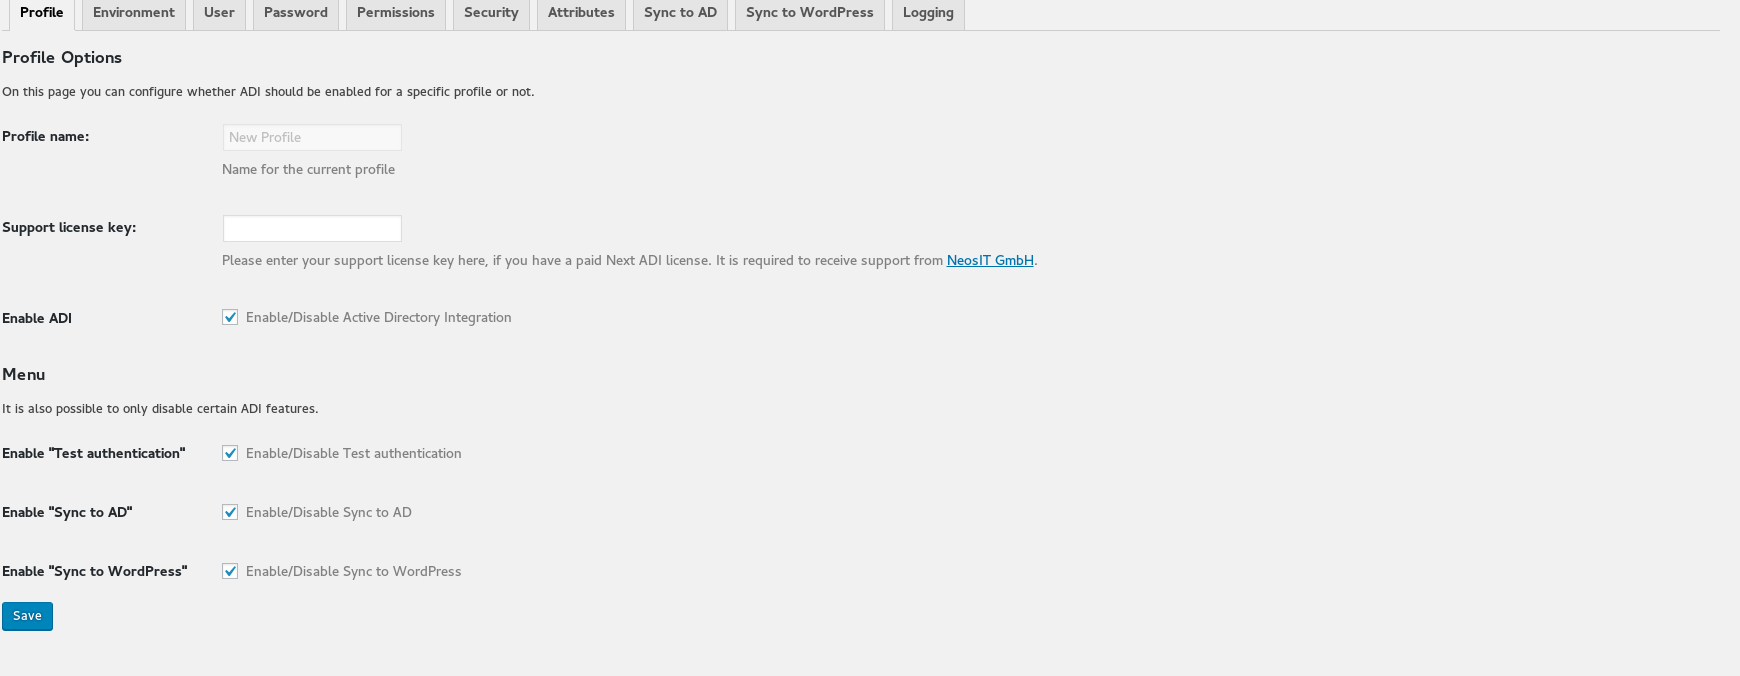 Profile Environment User Password Permissions Security Attributes Sync to AD Sync to WordPress Logging
Profile Options
On this page you can configure whether ADI should be enabled for a specific profile or not.
Profile name: New Profile
Name for the current profile
Support license key:
Please enter your support license key here, if you have a paid Next ADI license. It is required to receive support from NeosIT GmbH.
Enable ADI Enable/Disable Active Directory Integration
Menu
It is also possible to only disable certain ADI features.
Enable "Test authentication" Enable/Disable Test authentication
Enable "Sync to AD" Enable/Disable Sync to AD
Enable "Sync to WordPress" Enable/Disable Sync to WordPress
Save